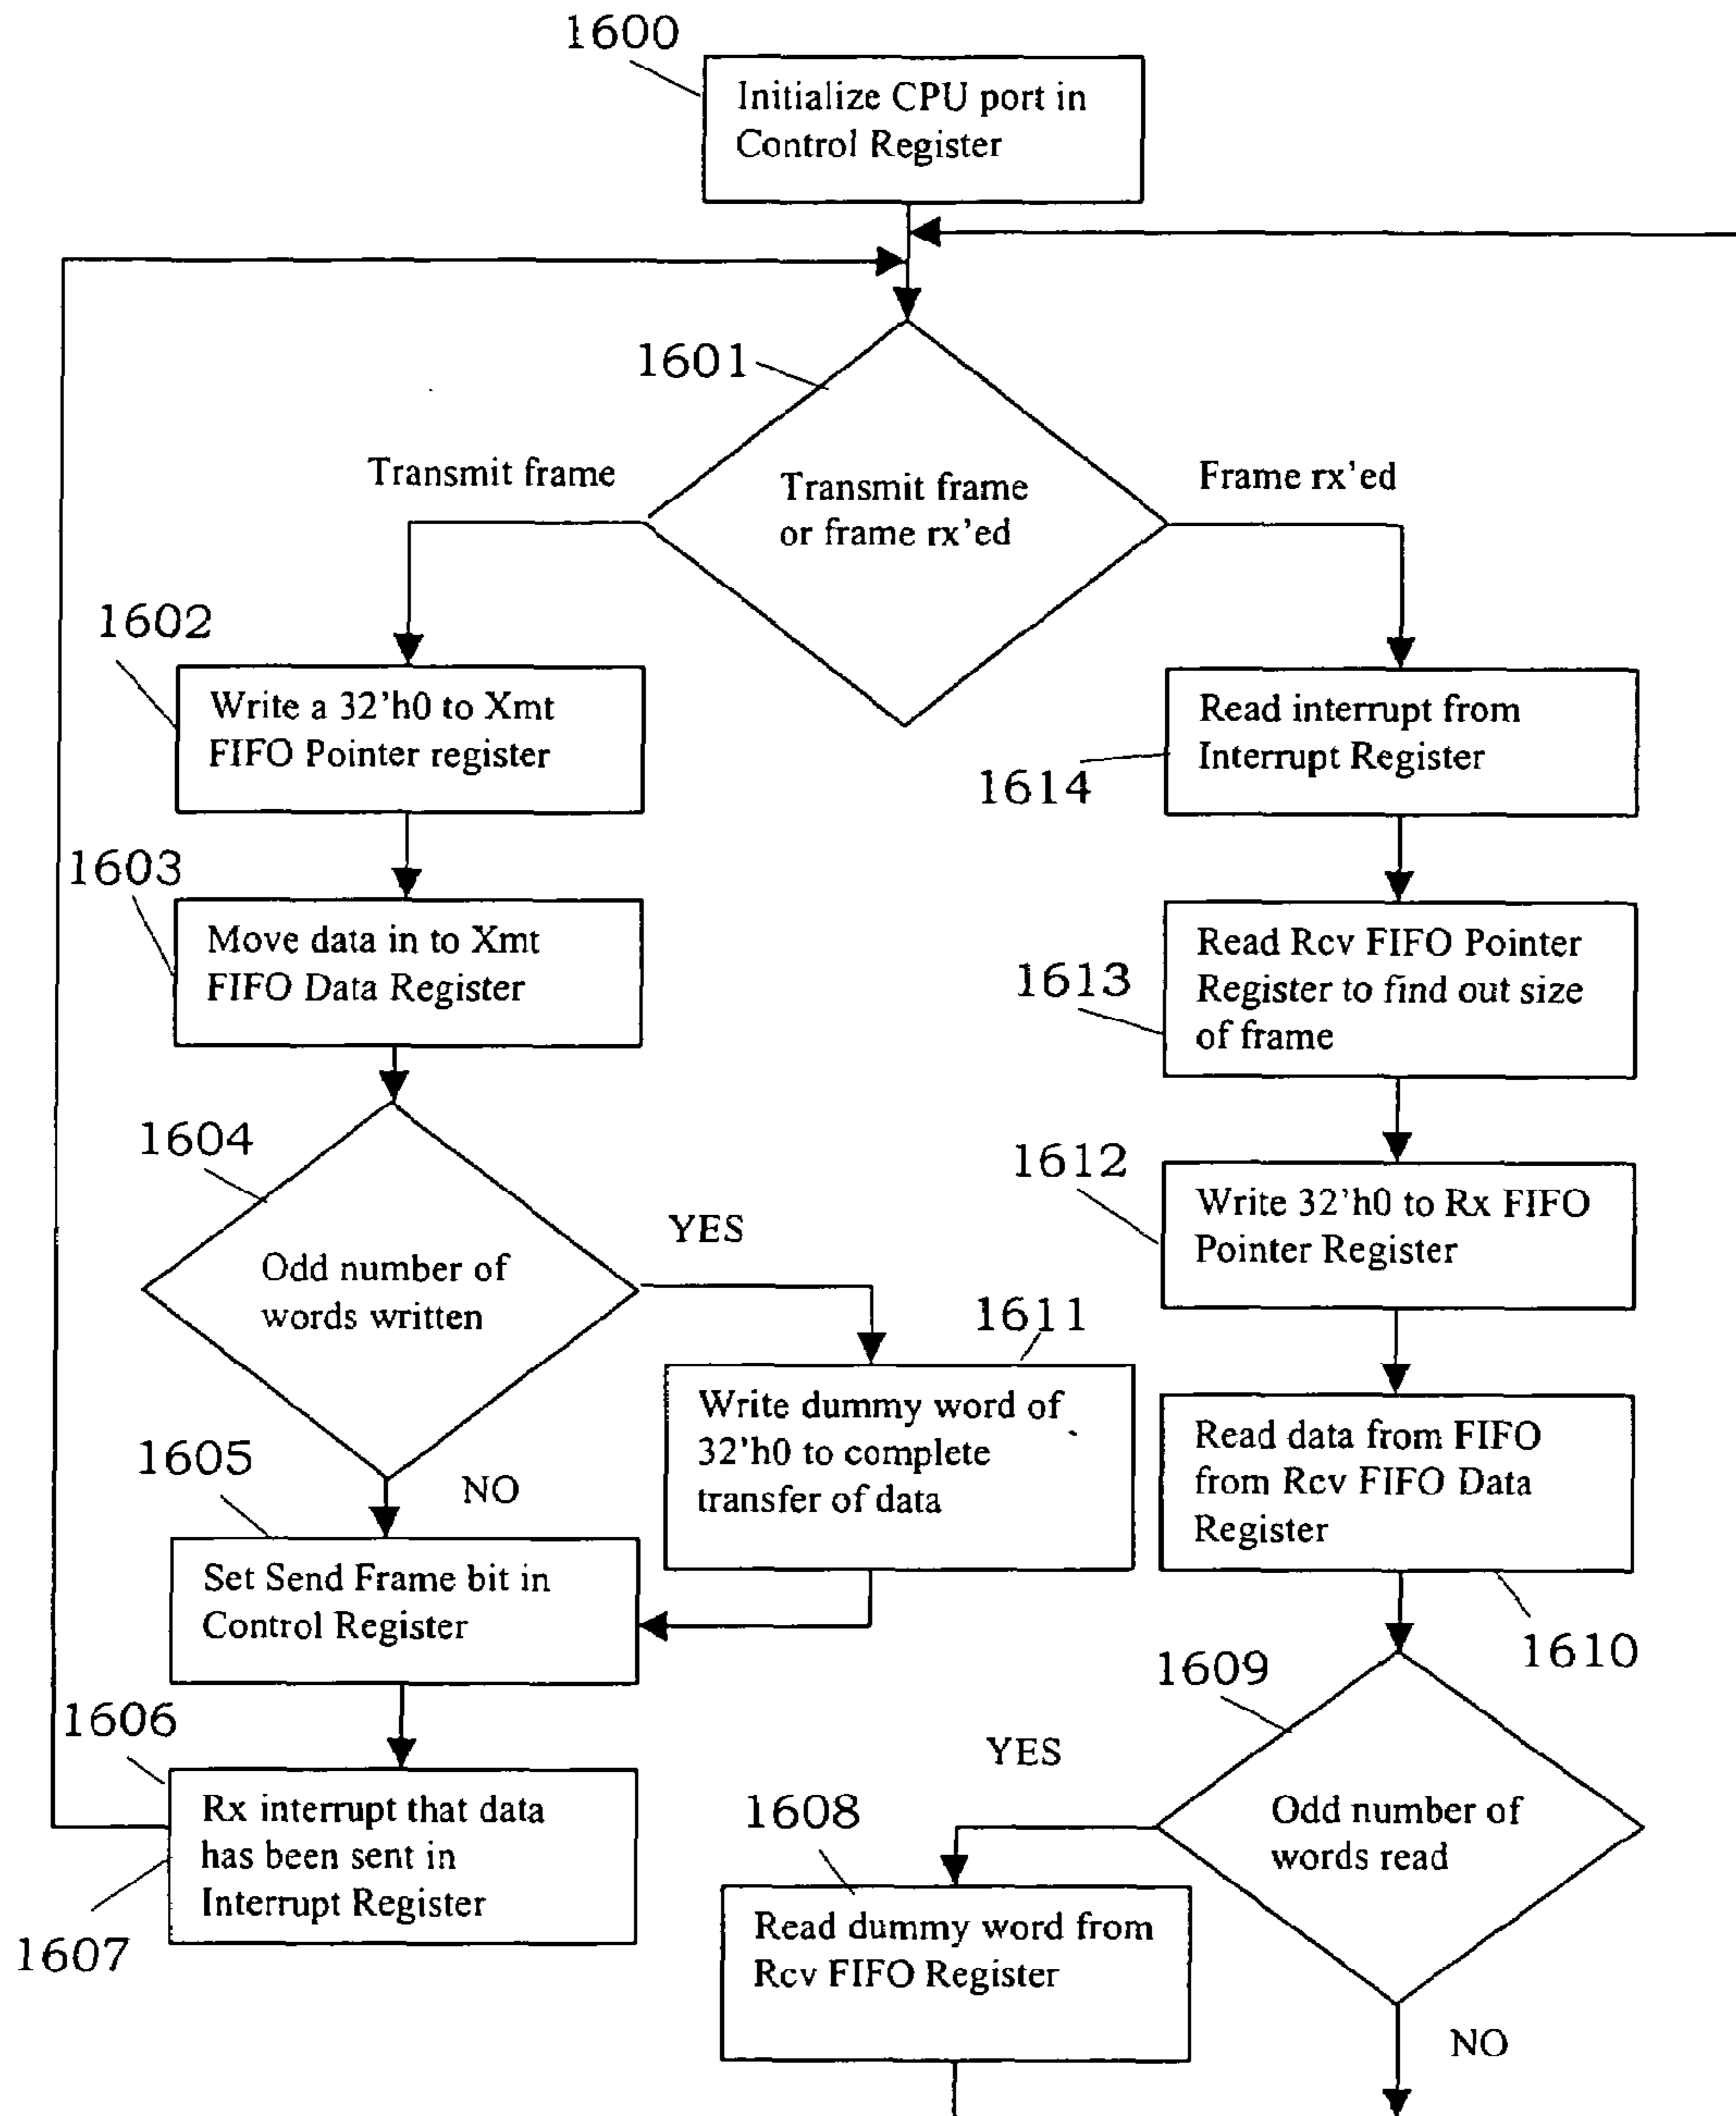 1600
Initialize CPU port in
Control Register
1601
Transmit frame
Transmit frame
or frame rx'ed
Frame rx'ed
1602
Write a 32'h0 to Xmt
FIFO Pointer register
1603
Move data in to Xmt
FIFO Data Register
1604
Odd number of
words written
YES
NO
1611
Write dummy word of
32'h0 to complete
transfer of data
1605
Set Send Frame bit in
Control Register
1606
Rx interrupt that data
has been sent in
Interrupt Register
1607
Read interrupt from
Interrupt Register
1614
1613
Read Rcv FIFO Pointer
Register to find out size
of frame
1612
Write 32'h0 to Rx FIFO
Pointer Register
Read data from FIFO
from Rcv FIFO Data
Register
1610
1609
Odd number of
words read
YES
1608
Read dummy word from
Rcv FIFO Register
NO